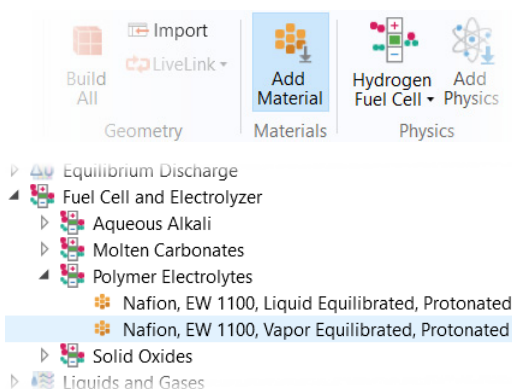 Import
LiveLink
Build
All
Add
Material
Hydrogen
Fuel Cell
Add
Physics
Geometry
Materials
Physics
Equilibrium Discharge
Fuel Cell and Electrolyzer
Aqueous Alkali
Molten Carbonates
Polymer Electrolytes
Nafion, EW 1100, Liquid Equilibrated, Protonated
Nafion, EW 1100, Vapor Equilibrated, Protonated
Solid Oxides
Liquids and Gases